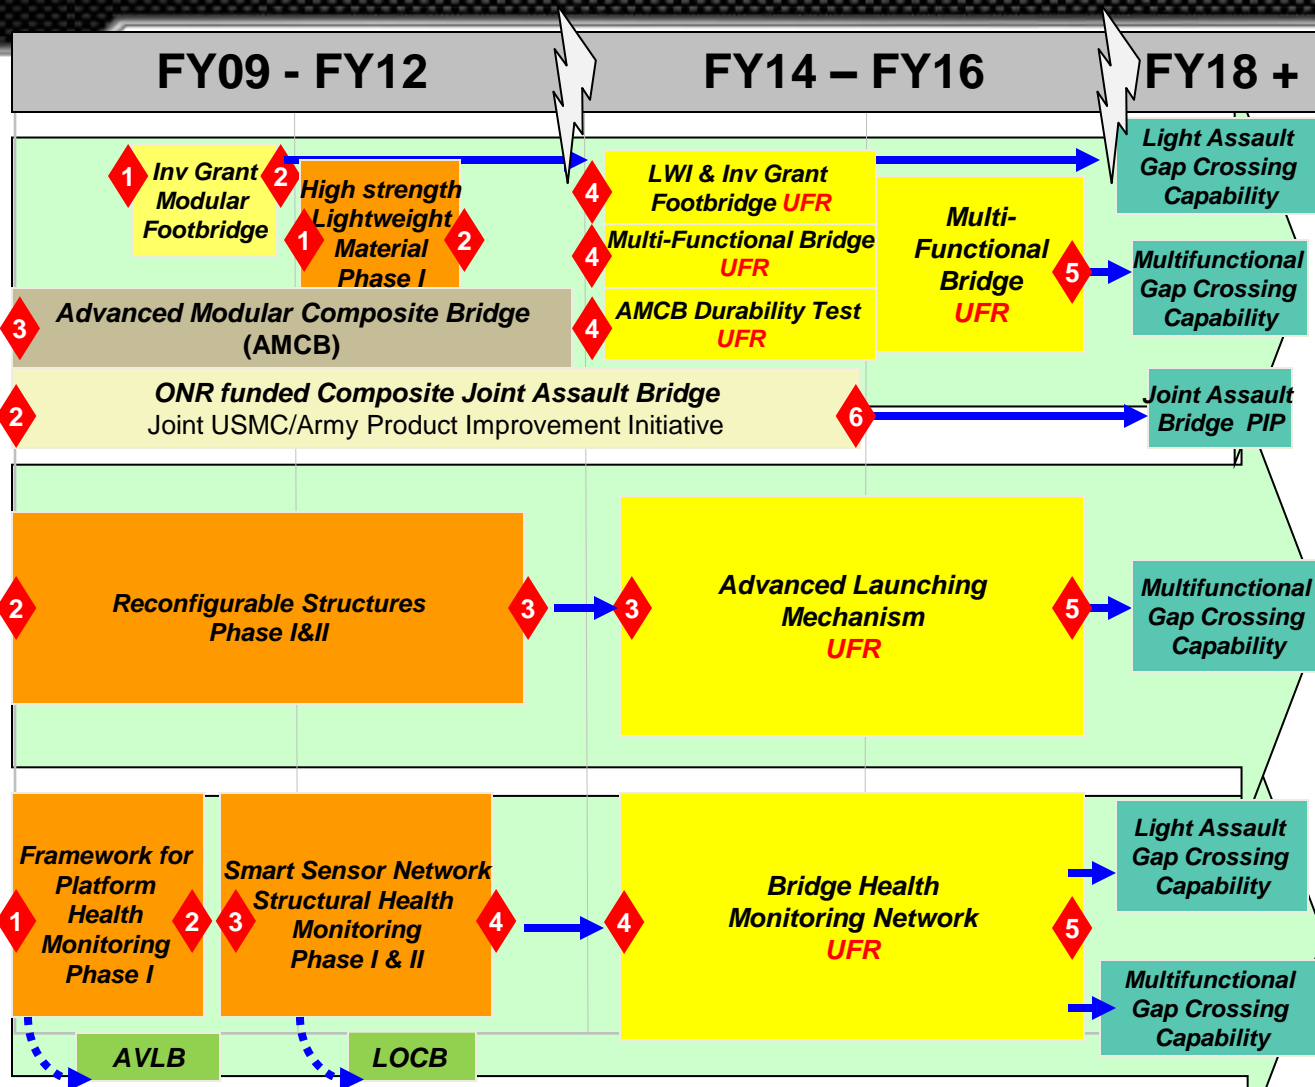 FY09 - FY12
FY14 – FY16
FY18 +
1
Inv Grant
Modular
Footbridge
2
High strength
Lightweight
Material
Phase I
1
2
4
LWI & Inv Grant
Footbridge UFR
4
Multi-Functional Bridge
UFR
4
AMCB Durability Test
UFR
Multi-
Functional
Bridge
UFR
5
Light Assault
Gap Crossing
Capability
Multifunctional
Gap Crossing
Capability
3
Advanced Modular Composite Bridge
(AMCB)
2
ONR funded Composite Joint Assault Bridge
Joint USMC/Army Product Improvement Initiative
6
Joint Assault
Bridge PIP
2
Reconfigurable Structures
Phase I&II
3
3
Advanced Launching
Mechanism
UFR
5
Multifunctional
Gap Crossing
Capability
1
Framework for
Platform
Health
Monitoring
Phase I
2
3
Smart Sensor Network
Structural Health
Monitoring
Phase I & II
4
4
Bridge Health
Monitoring Network
UFR
5
Light Assault
Gap Crossing
Capability
Multifunctional
Gap Crossing
Capability
AVLB
LOCB